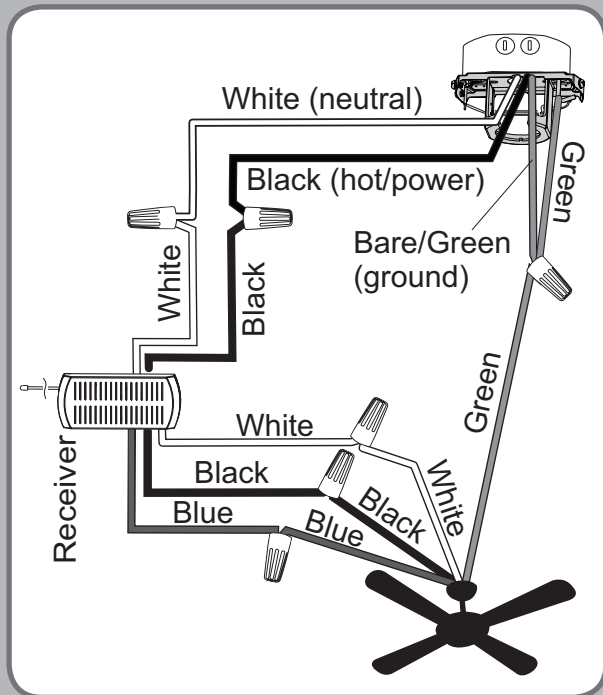 White (neutral)
Black (hot/power)
Green
Bare/Green
(ground)
White
Black
Green
White
White
Black
Black
Blue
Blue
Receiver